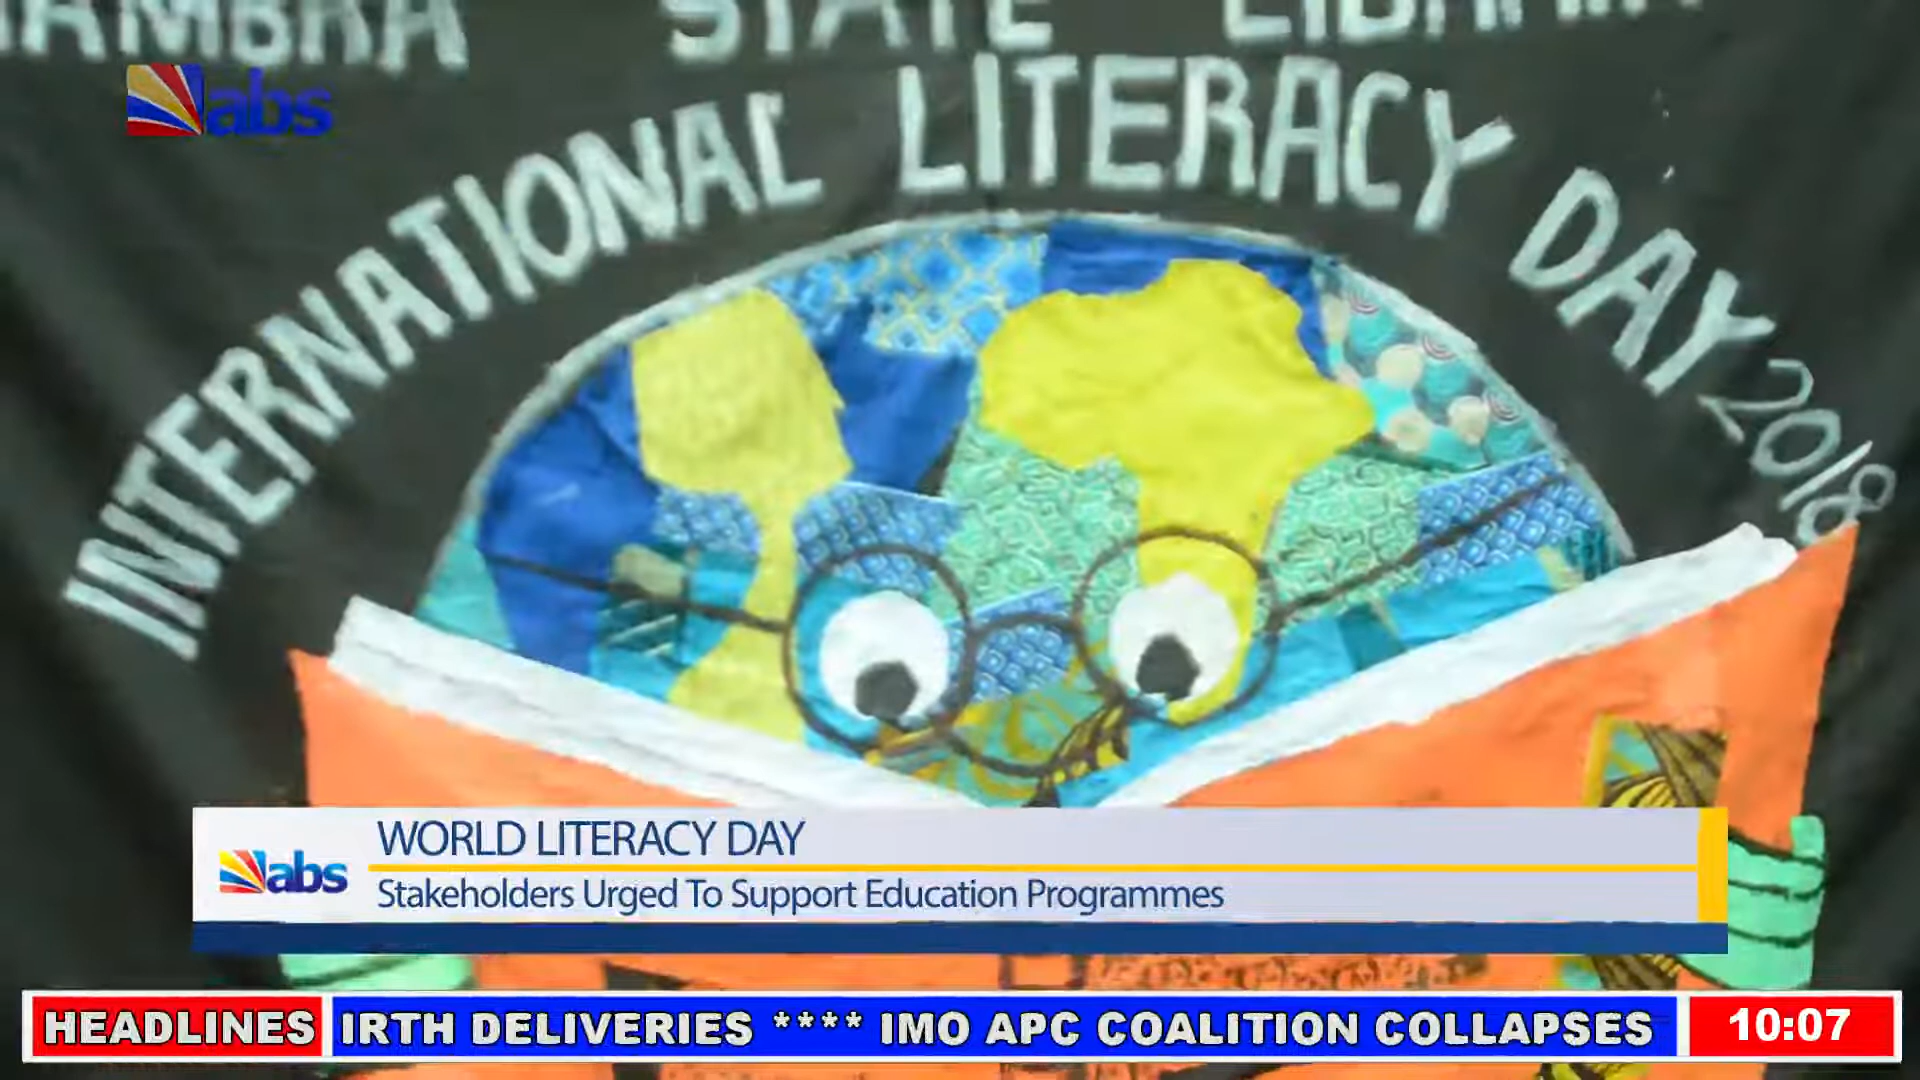 STATE
abs
INTERNATIONAL LITERACY DAY 2018
WORLD LITERACY DAY
abs
Stakeholders Urged To Support Education Programmes
HEADLINES
IRTH DELIVERIES **** IMO APC COALITION COLLAPSES
10:07